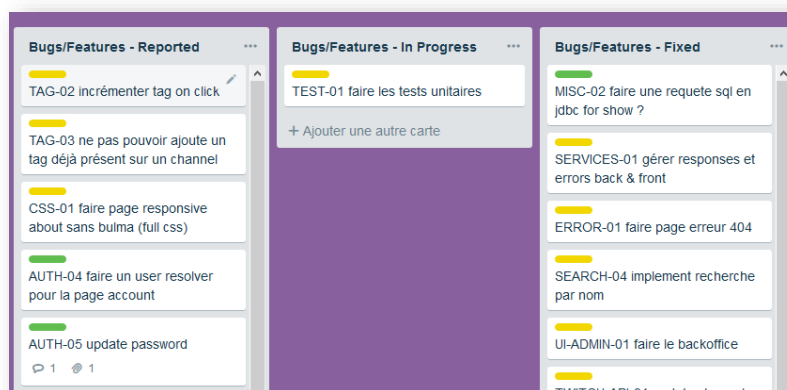 Bugs/Features - Reported
TAG-02 incrémenter tag on click
TAG-03 ne pas pouvoir ajoute un
tag déjà présent sur un channel
CSS-01 faire page responsive
about sans bulma (full css)
AUTH-04 faire un user resolver
pour la page account
AUTH-05 update password
1 1
Bugs/Features - In Progress
TEST-01 faire les tests unitaires
+ Ajouter une autre carte
Bugs/Features - Fixed
MISC-02 faire une requete sql en
jdbc for show ?
SERVICES-01 gérer responses et
errors back & front
ERROR-01 faire page erreur 404
SEARCH-04 implement recherche
par nom
UI-ADMIN-01 faire le backoffice